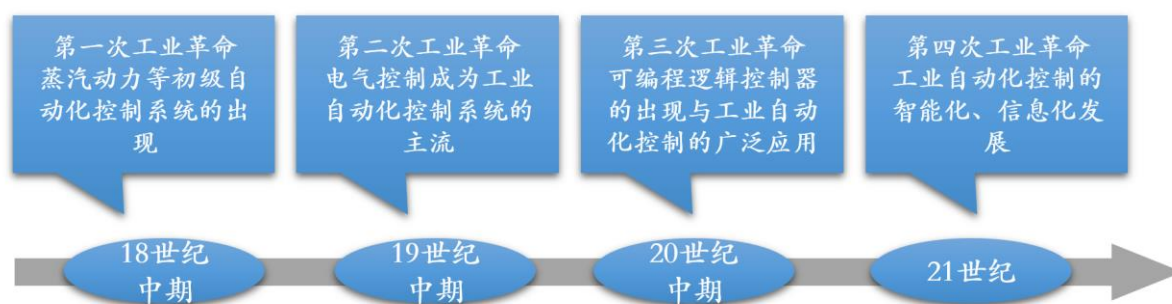 第一次工业革命
蒸汽动力等初级自
动化控制系统的出
现
第二次工业革命
电气控制成为工业
自动化控制系统的
主流
第三次工业革命
可编程逻辑控制器
的出现与工业自动
化控制的广泛应用
第四次工业革命
工业自动化控制的
智能化、信息化发
展
18世纪
中期
19世纪
中期
20世纪
中期
21世纪